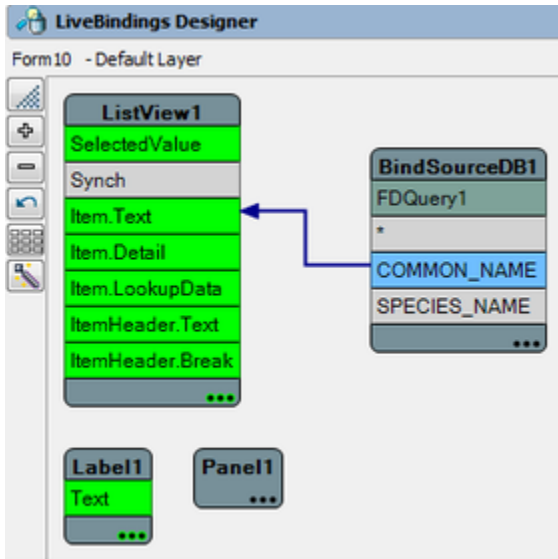 LiveBindings Designer
Form10 - Default Layer
ListView1
SelectedValue
Synch
Item.Text
Item.Detail
Item.LookupData
ItemHeader.Text
ItemHeader.Break
BindSourceDB1
FDQuery1
*
COMMON_NAME
SPECIES_NAME
Label1
Text
Panel1